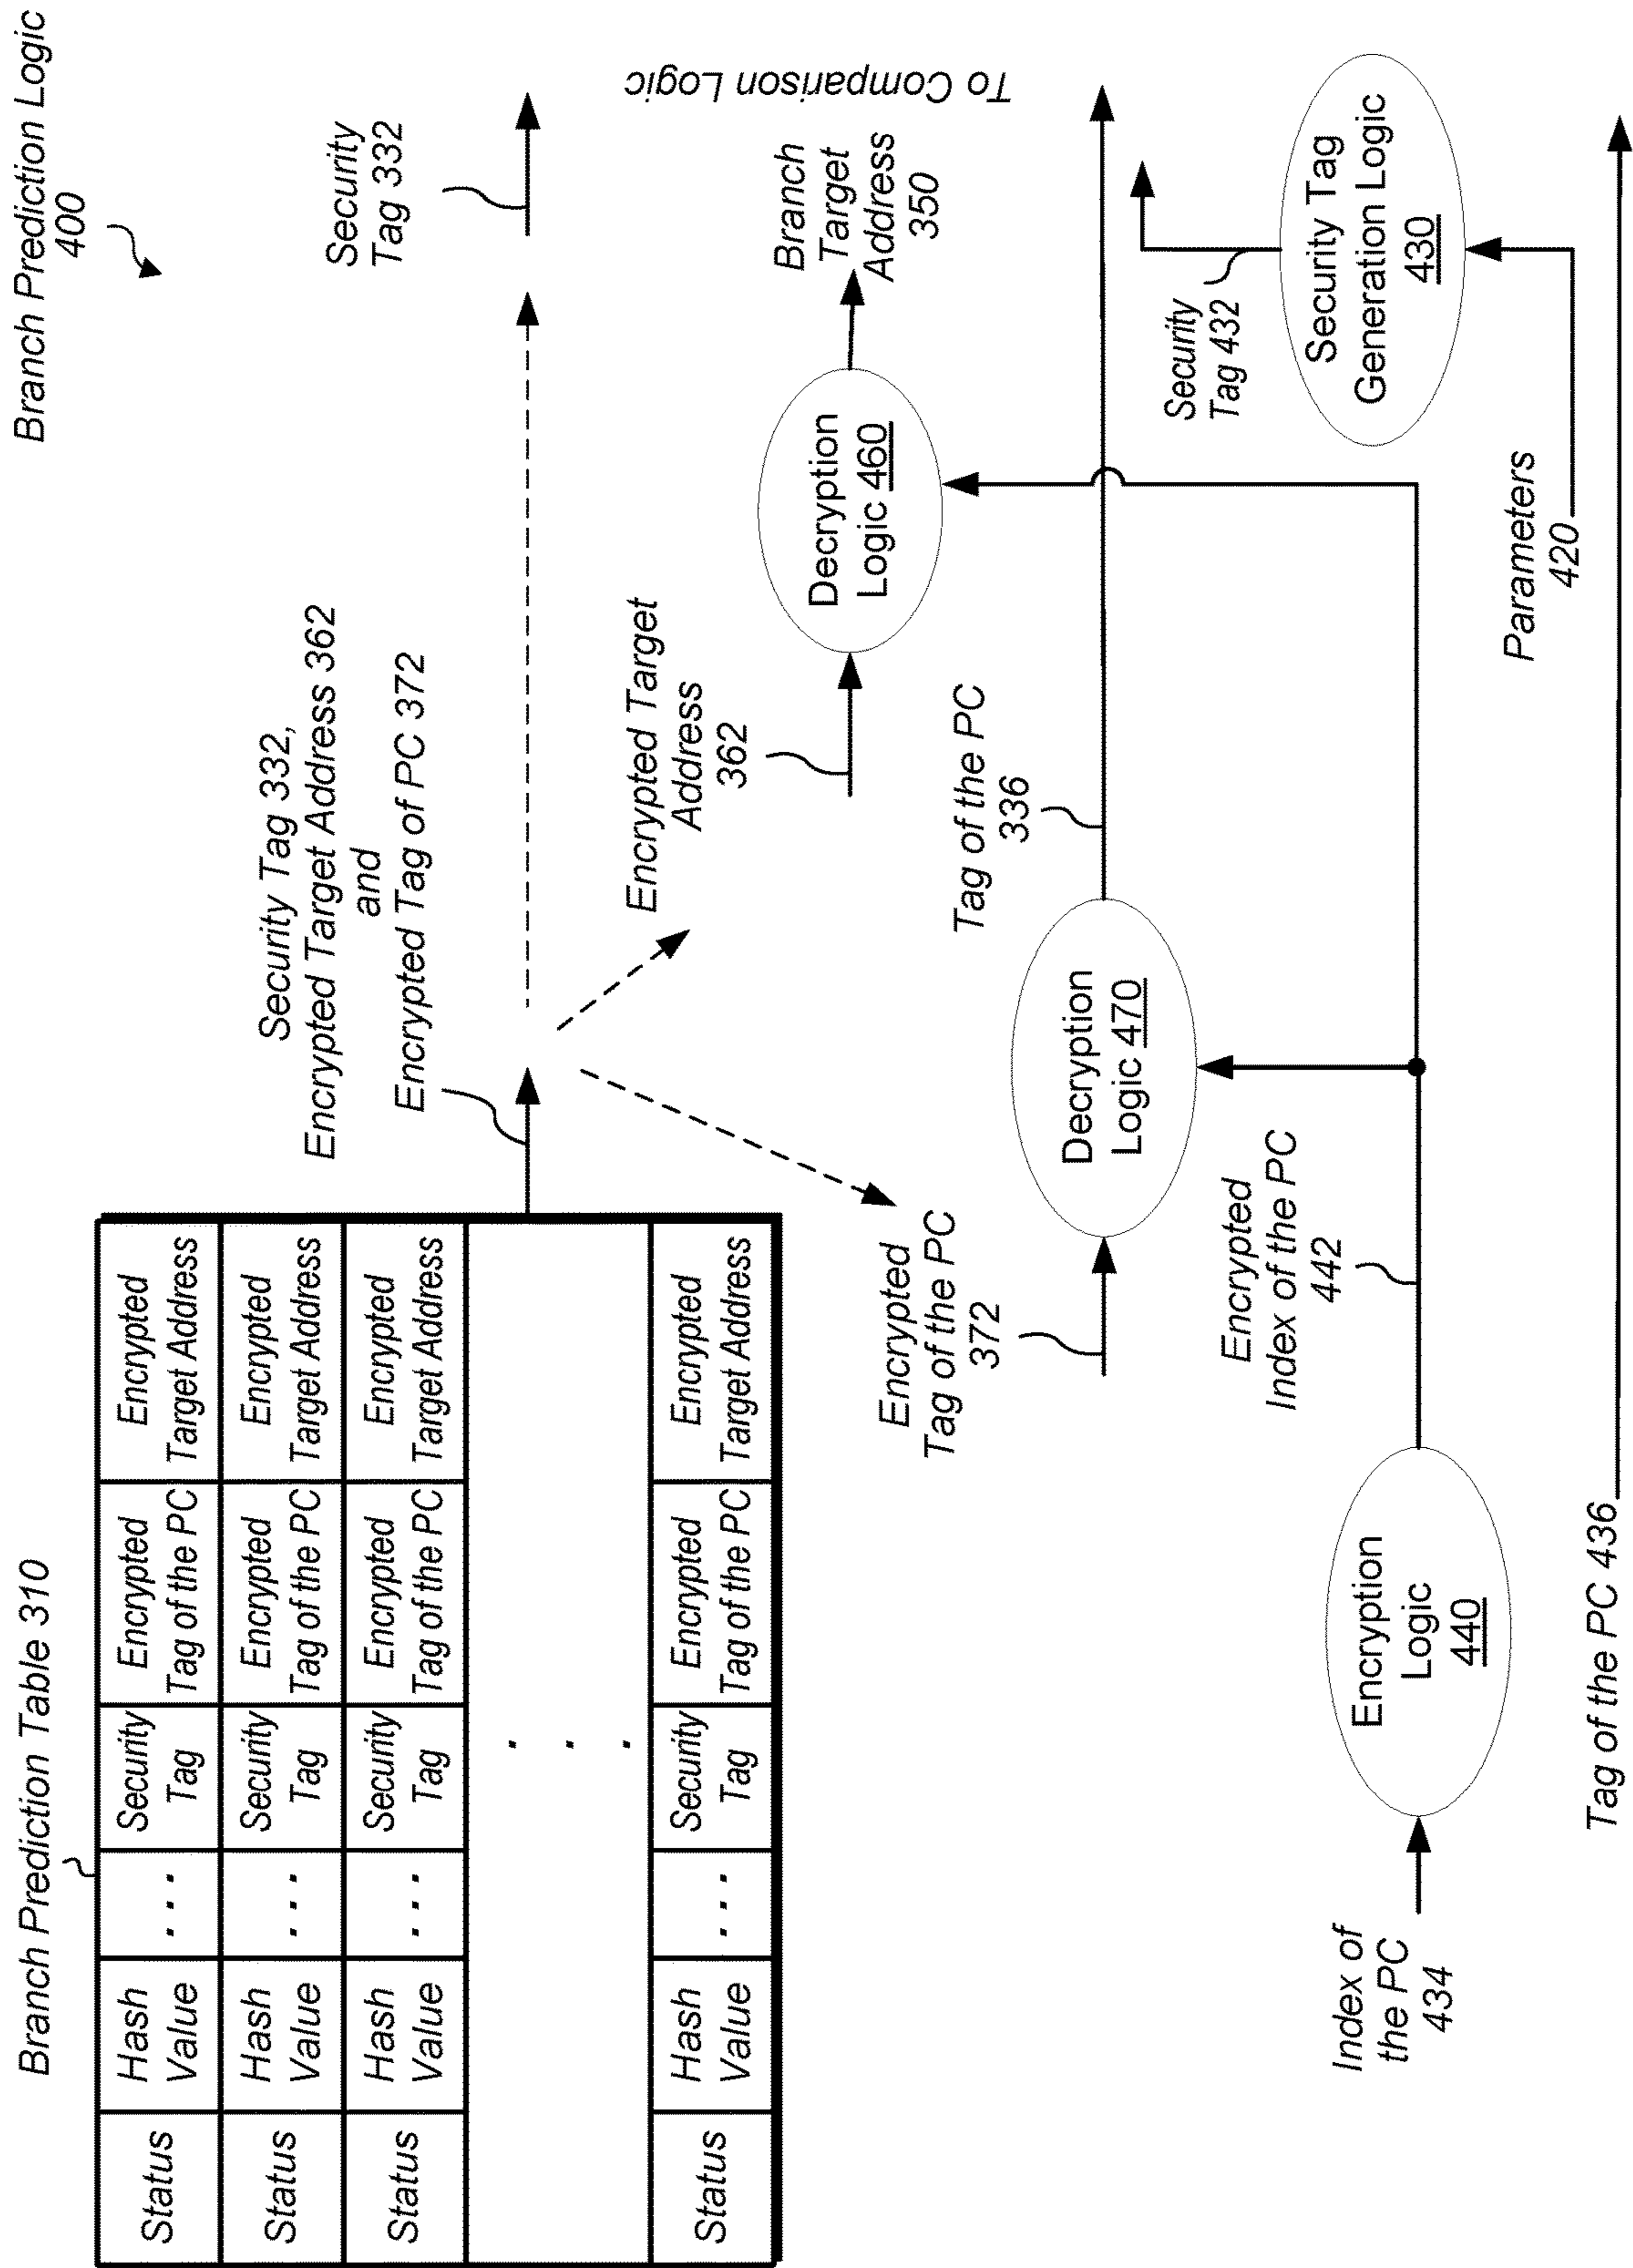 Branch Prediction Logic
400
Branch Prediction Table 310
Status
Hash
Value
. . .
Security
Tag
Encrypted
Tag of the PC
Encrypted
Target Address
Status
Hash
Value
. . .
Security
Tag
Encrypted
Tag of the PC
Encrypted
Target Address
Status
Hash
Value
. . .
Security
Tag
Encrypted
Tag of the PC
Encrypted
Target Address
. . .
Status
Hash
Value
. . .
Security
Tag
Encrypted
Tag of the PC
Encrypted
Target Address
Security Tag 332,
Encrypted Target Address 362
and
Encrypted Tag of PC 372
Security
Tag 332
Encrypted Target
Address
362
Decryption
Logic 460
Branch
Target
Address
350
To Comparison Logic
Encrypted
Tag of the PC
372
Decryption
Logic 470
Tag of the PC
336
Security
Tag 432
Security Tag
Generation Logic
430
Parameters
420
Index of
the PC
434
Encryption
Logic
440
Encrypted
Index of the PC
442
Tag of the PC 436